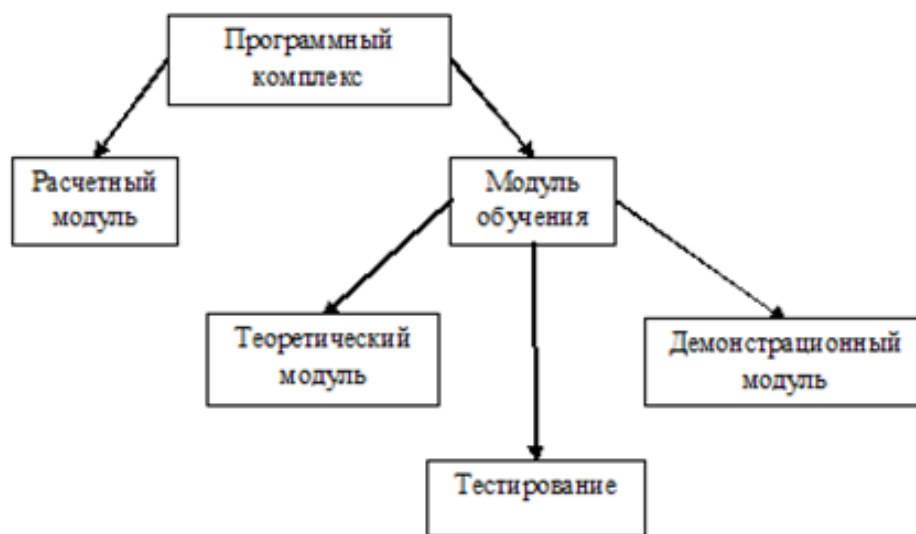 Программный
комплекс
Расчетный
модуль
Модуль
обучения
Теоретический
модуль
Демонстрационный
модуль
Тестирование